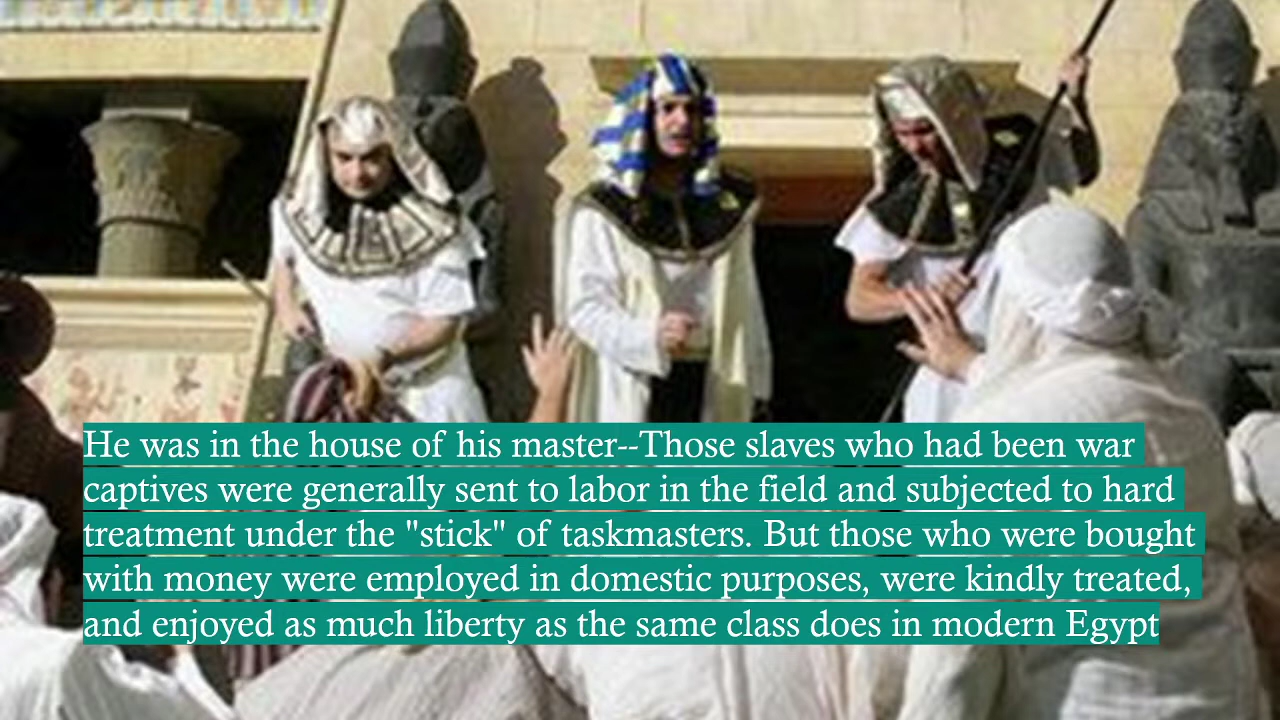 He was in the house of his master--Those slaves who had been war
captives were generally sent to labor in the field and subjected to hard
treatment under the "stick" of taskmasters. But those who were bought
with money were employed in domestic purposes, were kindly treated,
and enjoyed as much liberty as the same class does in modern Egypt